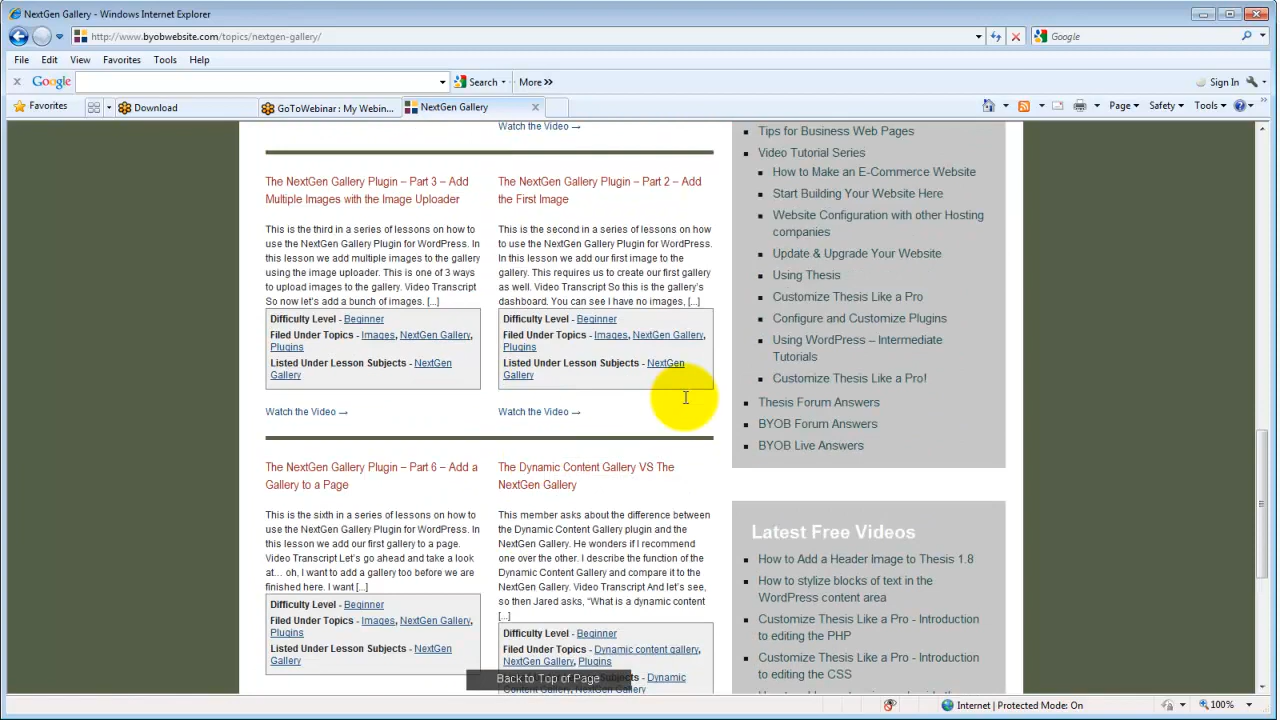 NextGen Gallery - Windows Internet Explorer
http://www.byobwebsite.com/topics/nextgen-gallery/
Google
File Edit View Favorites Tools Help
x Google Search More »
Sign In
Favorites
Download
GoToWebinar : My Webin...
NextGen Gallery
Page Safety Tools
Watch the Video →
The NextGen Gallery Plugin – Part 3 – Add
Multiple Images with the Image Uploader
This is the third in a series of lessons on how to
use the NextGen Gallery Plugin for WordPress. In
this lesson we add multiple images to the gallery
using the image uploader. This is one of 3 ways
to upload images to the gallery. Video Transcript
So now let's add a bunch of images. [...]
Difficulty Level - Beginner
Filed Under Topics - Images, NextGen Gallery,
Plugins
Listed Under Lesson Subjects - NextGen
Gallery
Watch the Video →
The NextGen Gallery Plugin – Part 2 – Add
the First Image
This is the second in a series of lessons on how
to use the NextGen Gallery Plugin for WordPress.
In this lesson we add our first image to the
gallery. This requires us to create our first gallery
as well. Video Transcript So this is the gallery's
dashboard. You can see I have no images, [...]
Difficulty Level - Beginner
Filed Under Topics - Images, NextGen Gallery,
Plugins
Listed Under Lesson Subjects - NextGen
Gallery
Watch the Video →
The NextGen Gallery Plugin – Part 6 – Add a
Gallery to a Page
This is the sixth in a series of lessons on how to
use the NextGen Gallery Plugin for WordPress. In
this lesson we add our first gallery to a page.
Video Transcript Let's go ahead and take a look
at… oh, I want to add a gallery too before we are
finished here. I want [...]
Difficulty Level - Beginner
Filed Under Topics - Images, NextGen Gallery,
Plugins
Listed Under Lesson Subjects - NextGen
Gallery
The Dynamic Content Gallery VS The
NextGen Gallery
This member asks about the difference between
the Dynamic Content Gallery plugin and the
NextGen Gallery. He wonders if I recommend
one over the other. I describe the function of the
Dynamic Content Gallery and compare it to the
NextGen Gallery. Video Transcript And let's see,
so then Jared asks, “What is a dynamic content
[...]
Difficulty Level - Beginner
Filed Under Topics - Dynamic content gallery,
NextGen Gallery, Plugins
Dynamic
Back to Top of Page
Tips for Business Web Pages
Video Tutorial Series
How to Make an E-Commerce Website
Start Building Your Website Here
Website Configuration with other Hosting
companies
Update & Upgrade Your Website
Using Thesis
Customize Thesis Like a Pro
Configure and Customize Plugins
Using WordPress – Intermediate
Tutorials
Customize Thesis Like a Pro!
Thesis Forum Answers
BYOB Forum Answers
BYOB Live Answers
Latest Free Videos
How to Add a Header Image to Thesis 1.8
How to stylize blocks of text in the
WordPress content area
Customize Thesis Like a Pro - Introduction
to editing the PHP
Customize Thesis Like a Pro - Introduction
to editing the CSS
Internet | Protected Mode: On
100%